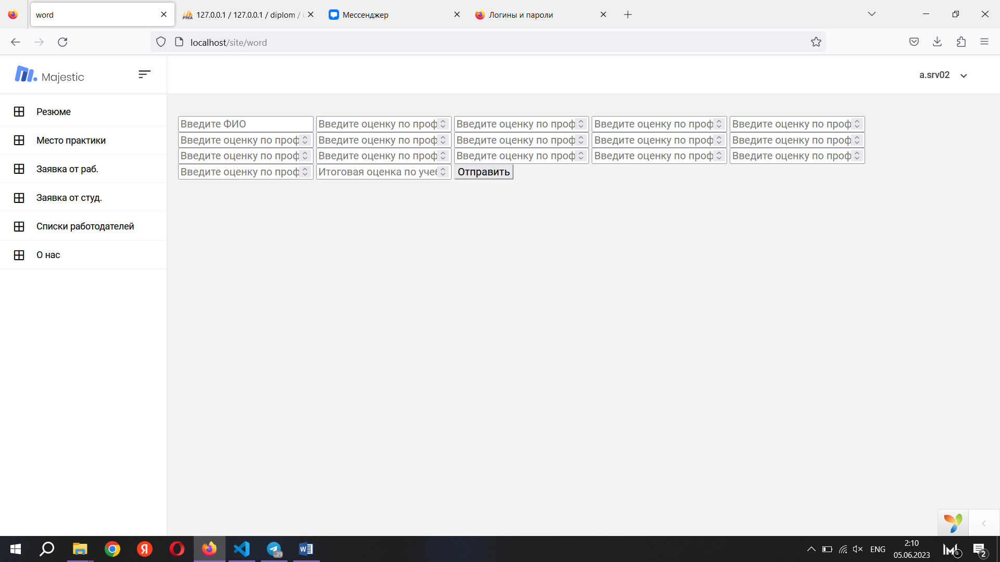 word
127.0.0.1 / 127.0.0.1 / diplom /
Мессенджер
Логины и пароли
localhost/site/word
Majestic
a.srv02
Резюме
Место практики
Заявка от раб.
Заявка от студ.
Списки работодателей
О нас
Введите ФИО Введите оценку по проф Введите оценку по проф Введите оценку по проф Введите оценку по проф
Введите оценку по проф Введите оценку по проф Введите оценку по проф Введите оценку по проф Введите оценку по проф
Введите оценку по проф Введите оценку по проф Введите оценку по проф Введите оценку по проф Введите оценку по проф
Введите оценку по проф Итоговая оценка по учеб Отправить
29
ENG
2:10
05.06.2023
3
2